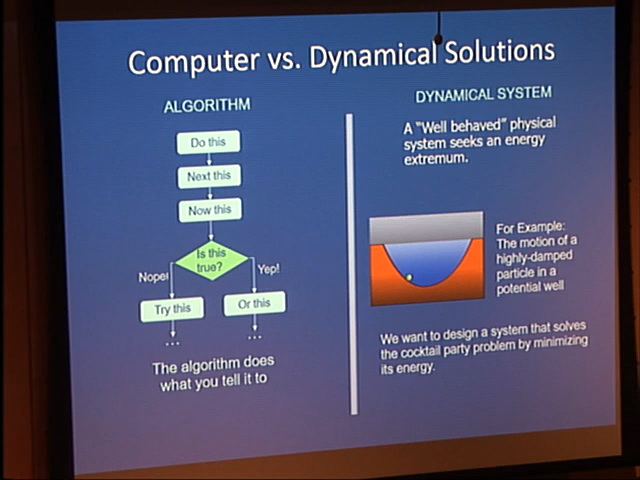 Computer vs. Dynamical Solutions
ALGORITHM
Do this
Next this
Now this
Is this
true?
Nope!
Yep!
Try this
Or this
...
...
The algorithm does
what you tell it to
DYNAMICAL SYSTEM
A "Well behaved" physical
system seeks an energy
extremum.
For Example:
The motion of a
highly-damped
particle in a
potential well
We want to design a system that solves
the cocktail party problem by minimizing
its energy.